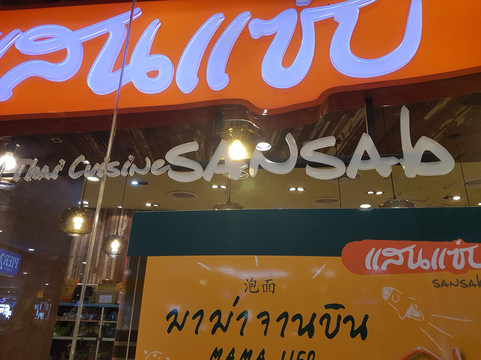 แสนแซ่บ
Thai Cuisine SANSAb
แสนแซ่บ
SANSAb
泡面
มาม่าจานบิน
MAMA UFO